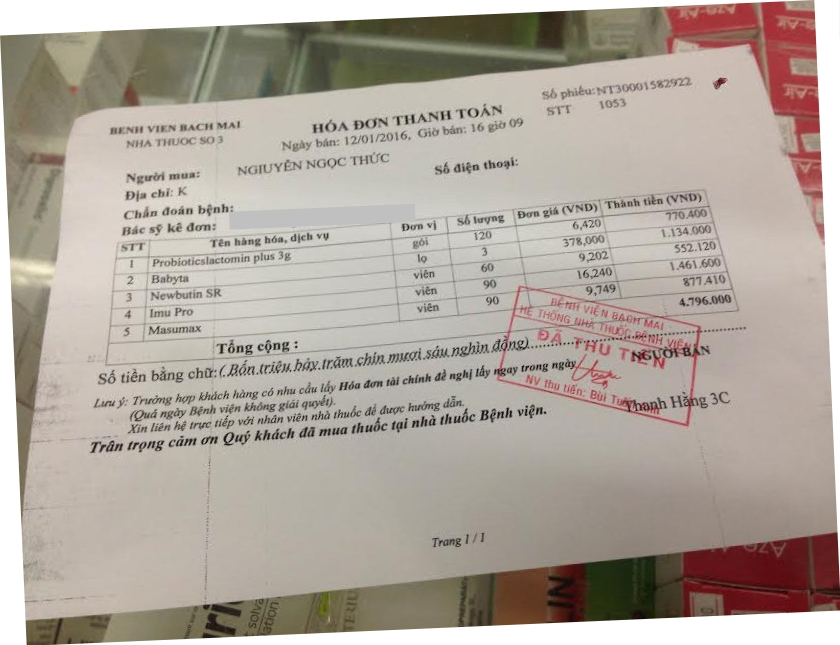 BENH VIEN BACH MAI
NHA THUOC SO 3
HÓA ĐƠN THANH TOÁN
Ngày bán: 12/01/2016, Giờ bán: 16 giờ 09
Số phiếu: NT30001582922
STT 1053
Người mua: NGIUYỄN NGỌC THỨC
Số điện thoại:
Địa chỉ: K
Chẩn đoán bệnh:
Bác sỹ kê đơn:
STT Tên hàng hóa, dịch vụ Đơn vị Số lượng Đơn giá (VND) Thành tiền (VND)
1 Probioticslactomin plus 3g gói 120 6,420 770.400
2 Babyta lọ 3 378,000 1.134.000
3 Newbutin SR viên 60 9,202 552.120
4 Imu Pro viên 90 16,240 1.461.600
5 Masumax viên 90 9,749 877.410
Tổng cộng : 4.796.000
Số tiền bằng chữ: ( Bốn triệu bảy trăm chín mươi sáu nghìn đồng)
Lưu ý: Trường hợp khách hàng có nhu cầu lấy Hóa đơn tài chính đề nghị lấy ngay trong ngày
(Quá ngày Bệnh viện không giải quyết).
Xin liên hệ trực tiếp với nhân viên nhà thuốc để được hướng dẫn.
Trân trọng cảm ơn Quý khách đã mua thuốc tại nhà thuốc Bệnh viện.
BỆNH VIỆN BẠCH MAI
HỆ THỐNG NHÀ THUỐC BỆNH VIỆN
ĐÃ THU TIỀN
NV thu tiền: Bùi
NGƯỜI BÁN
Thanh Hằng 3C
Trang 1 / 1